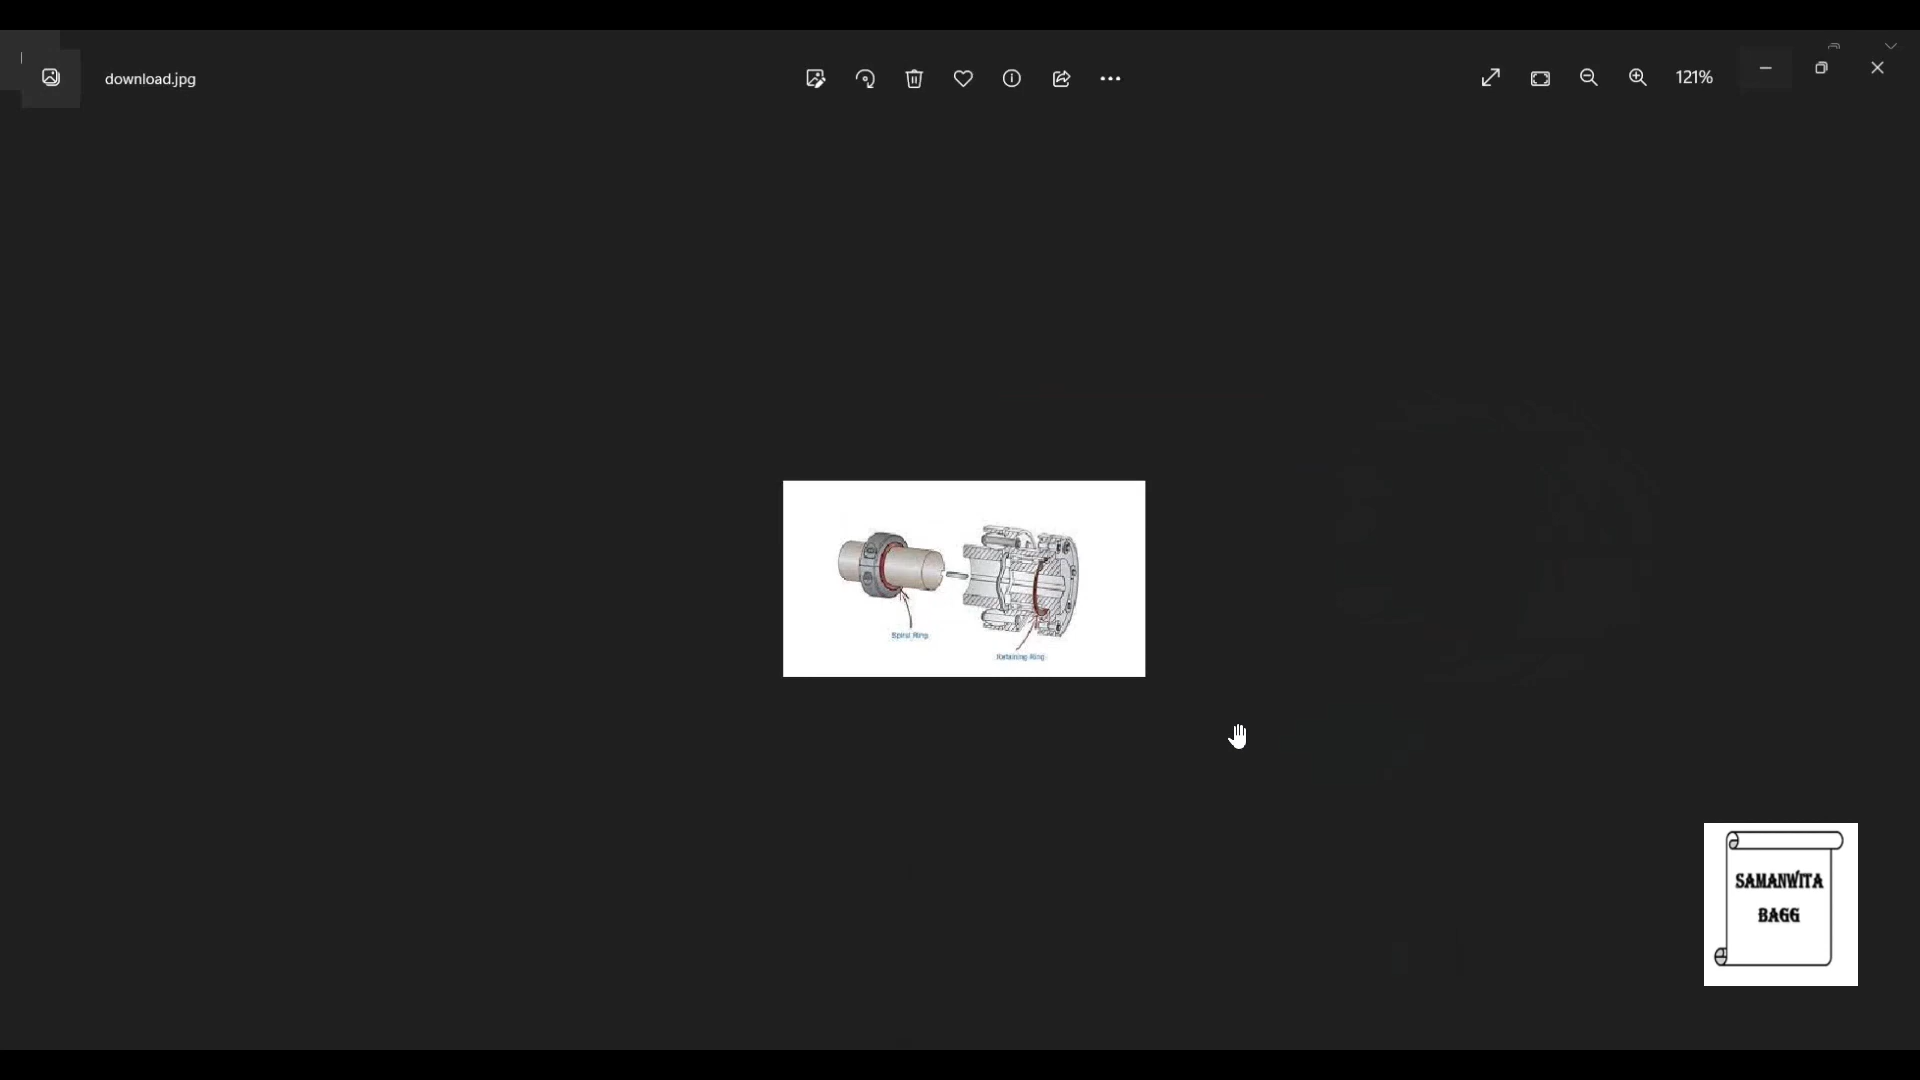 download.jpg
121%
Spiral Ring
Retaining Ring
SAMANWITA
BAGG